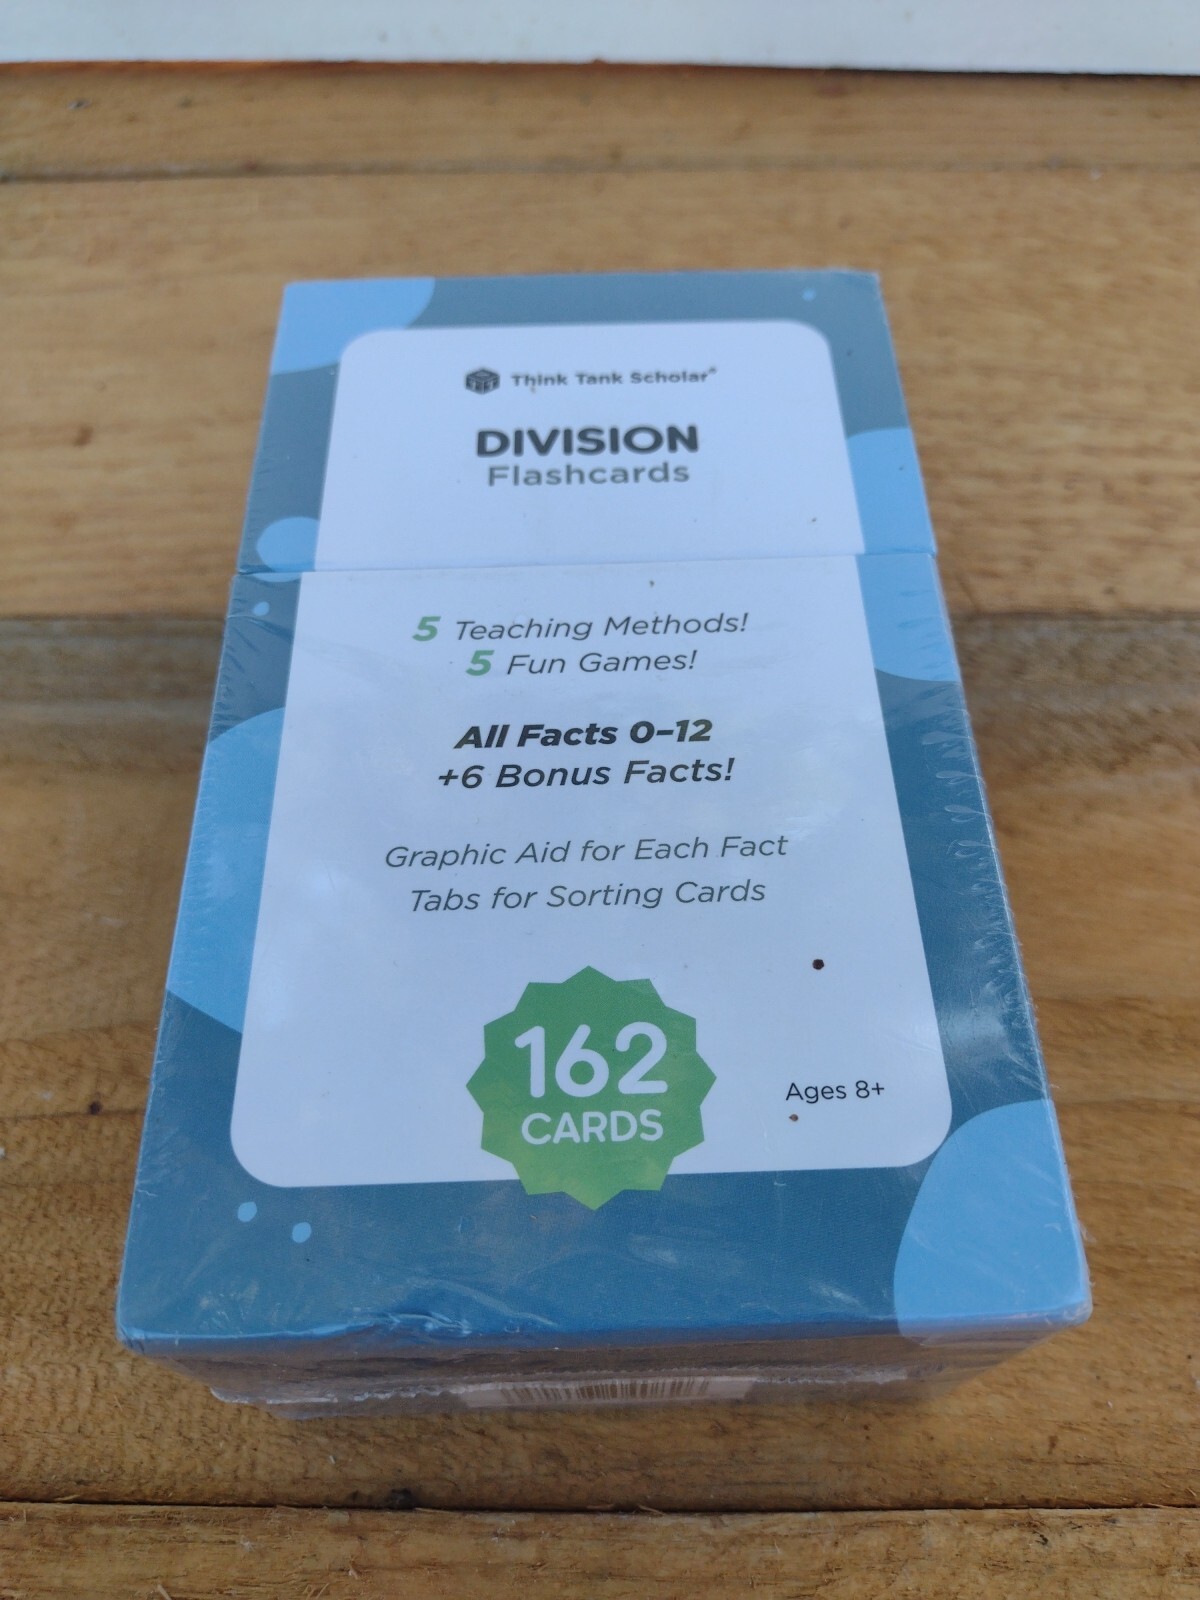 Think Tank Scholar®
DIVISION
Flashcards
5 Teaching Methods!
5 Fun Games!
All Facts 0–12
+6 Bonus Facts!
Graphic Aid for Each Fact
Tabs for Sorting Cards
162
CARDS
Ages 8+